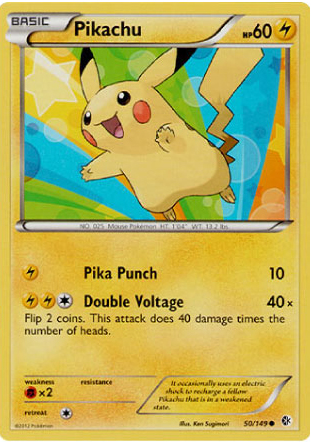 BASIC Pikachu HP60
NO. 025 Mouse Pokémon HT: 1'04" WT: 13.2 lbs.
Pika Punch 10
Double Voltage 40×
Flip 2 coins. This attack does 40 damage times
the number of heads.
weakness resistance
×2
retreat
It occasionally uses an electric
shock to recharge a fellow
Pikachu that is in a weakened
state.
Illus. Ken Sugimori 50/149
©2012 Pokémon